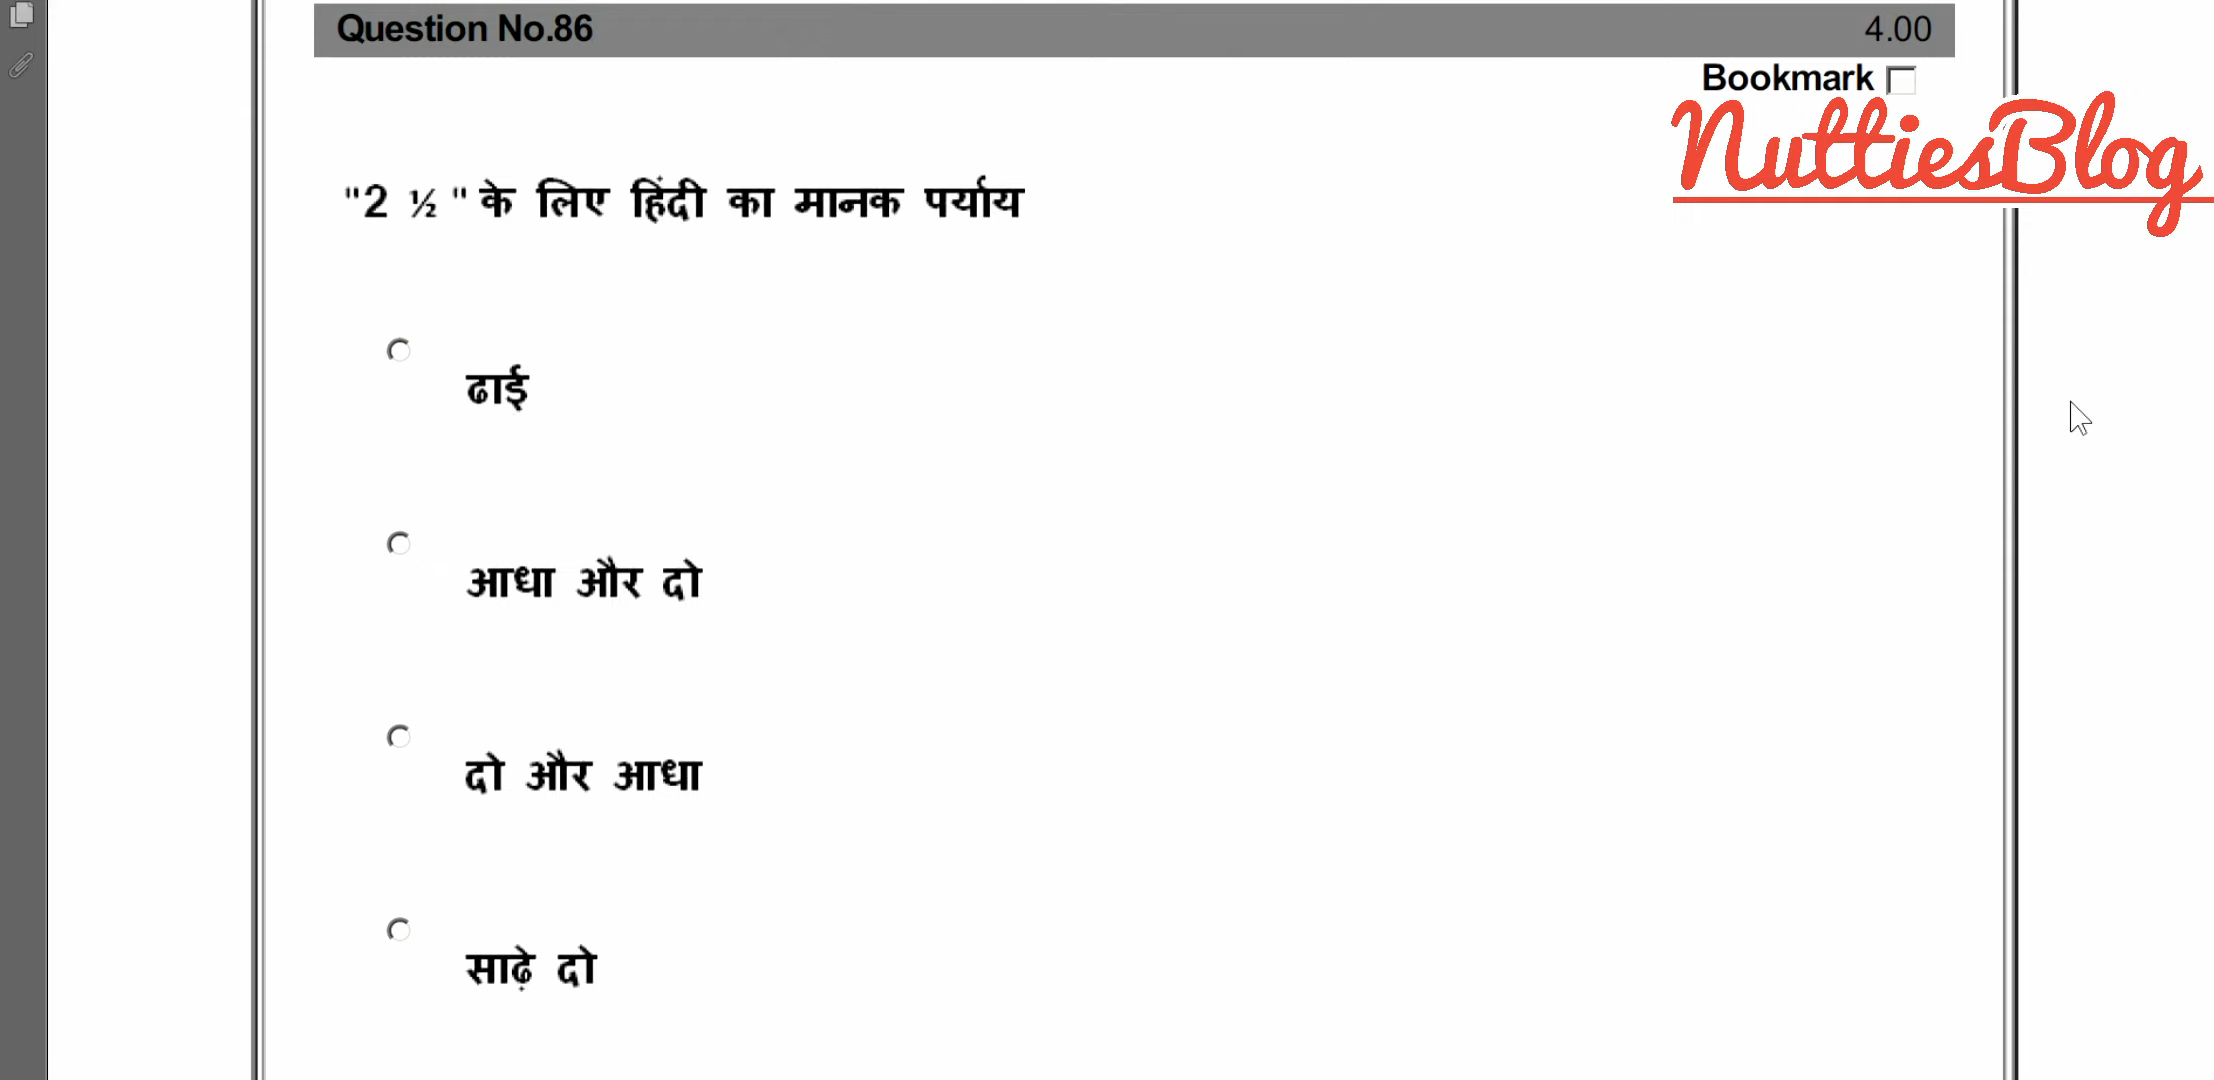 Question No.86 4.00
Bookmark
NuttiesBlog
"2 ½ " के लिए हिंदी का मानक पर्याय
ढाई
आधा और दो
दो और आधा
साढ़े दो